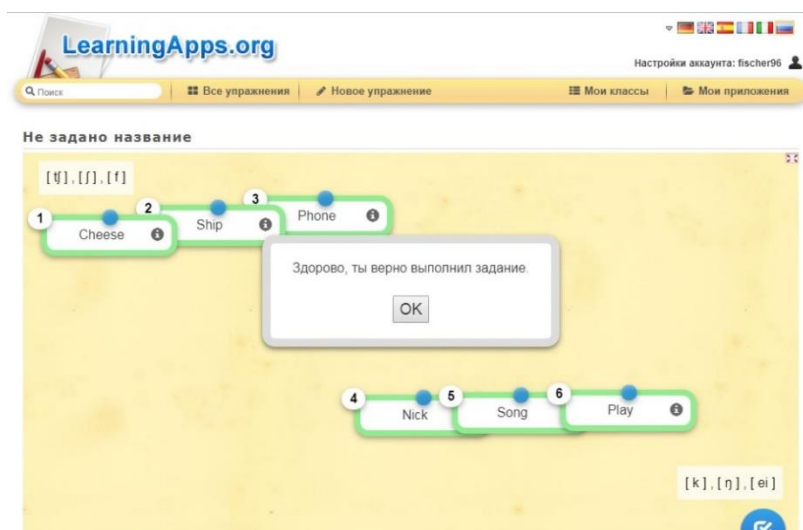 LearningApps.org
Настройки аккаунта: fischer96
Поиск
Все упражнения
Новое упражнение
Мои классы
Мои приложения
Не задано название
[ʧ],[ʃ],[f]
1 Cheese
2 Ship
3 Phone
Здорово, ты верно выполнил задание.
OK
4 Nick
5 Song
6 Play
[k],[ŋ],[ei]